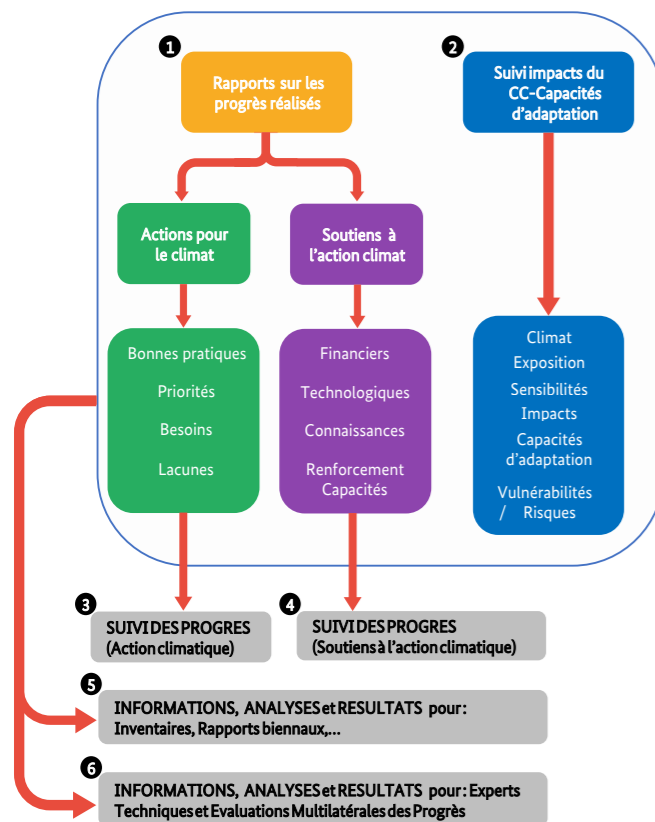 1
Rapports sur les
progrès réalisés
2
Suivi impacts du
CC-Capacités
d'adaptation
Actions pour
le climat
Soutiens à
l'action climat
Bonnes pratiques
Priorités
Besoins
Lacunes
Financiers
Technologiques
Connaissances
Renforcement
Capacités
Climat
Exposition
Sensibilités
Impacts
Capacités
d'adaptation
Vulnérabilités
/ Risques
3
SUIVI DES PROGRES
(Action climatique)
4
SUIVI DES PROGRES
(Soutiens à l'action climatique)
5
INFORMATIONS, ANALYSES et RESULTATS pour :
Inventaires, Rapports biennaux,...
6
INFORMATIONS, ANALYSES et RESULTATS pour : Experts
Techniques et Evaluations Multilatérales des Progrès